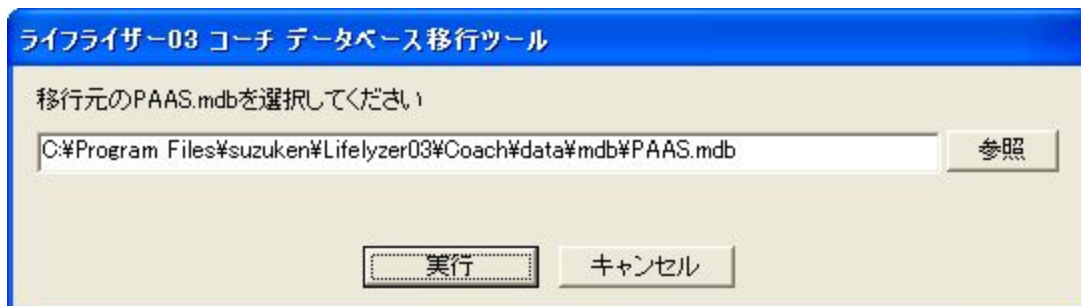 ライフライザー03 コーチ データベース移行ツール
移行元のPAAS.mdbを選択してください
C:¥Program Files¥suzuken¥Lifelyzer03¥Coach¥data¥mdb¥PAAS.mdb 参照
実行 キャンセル